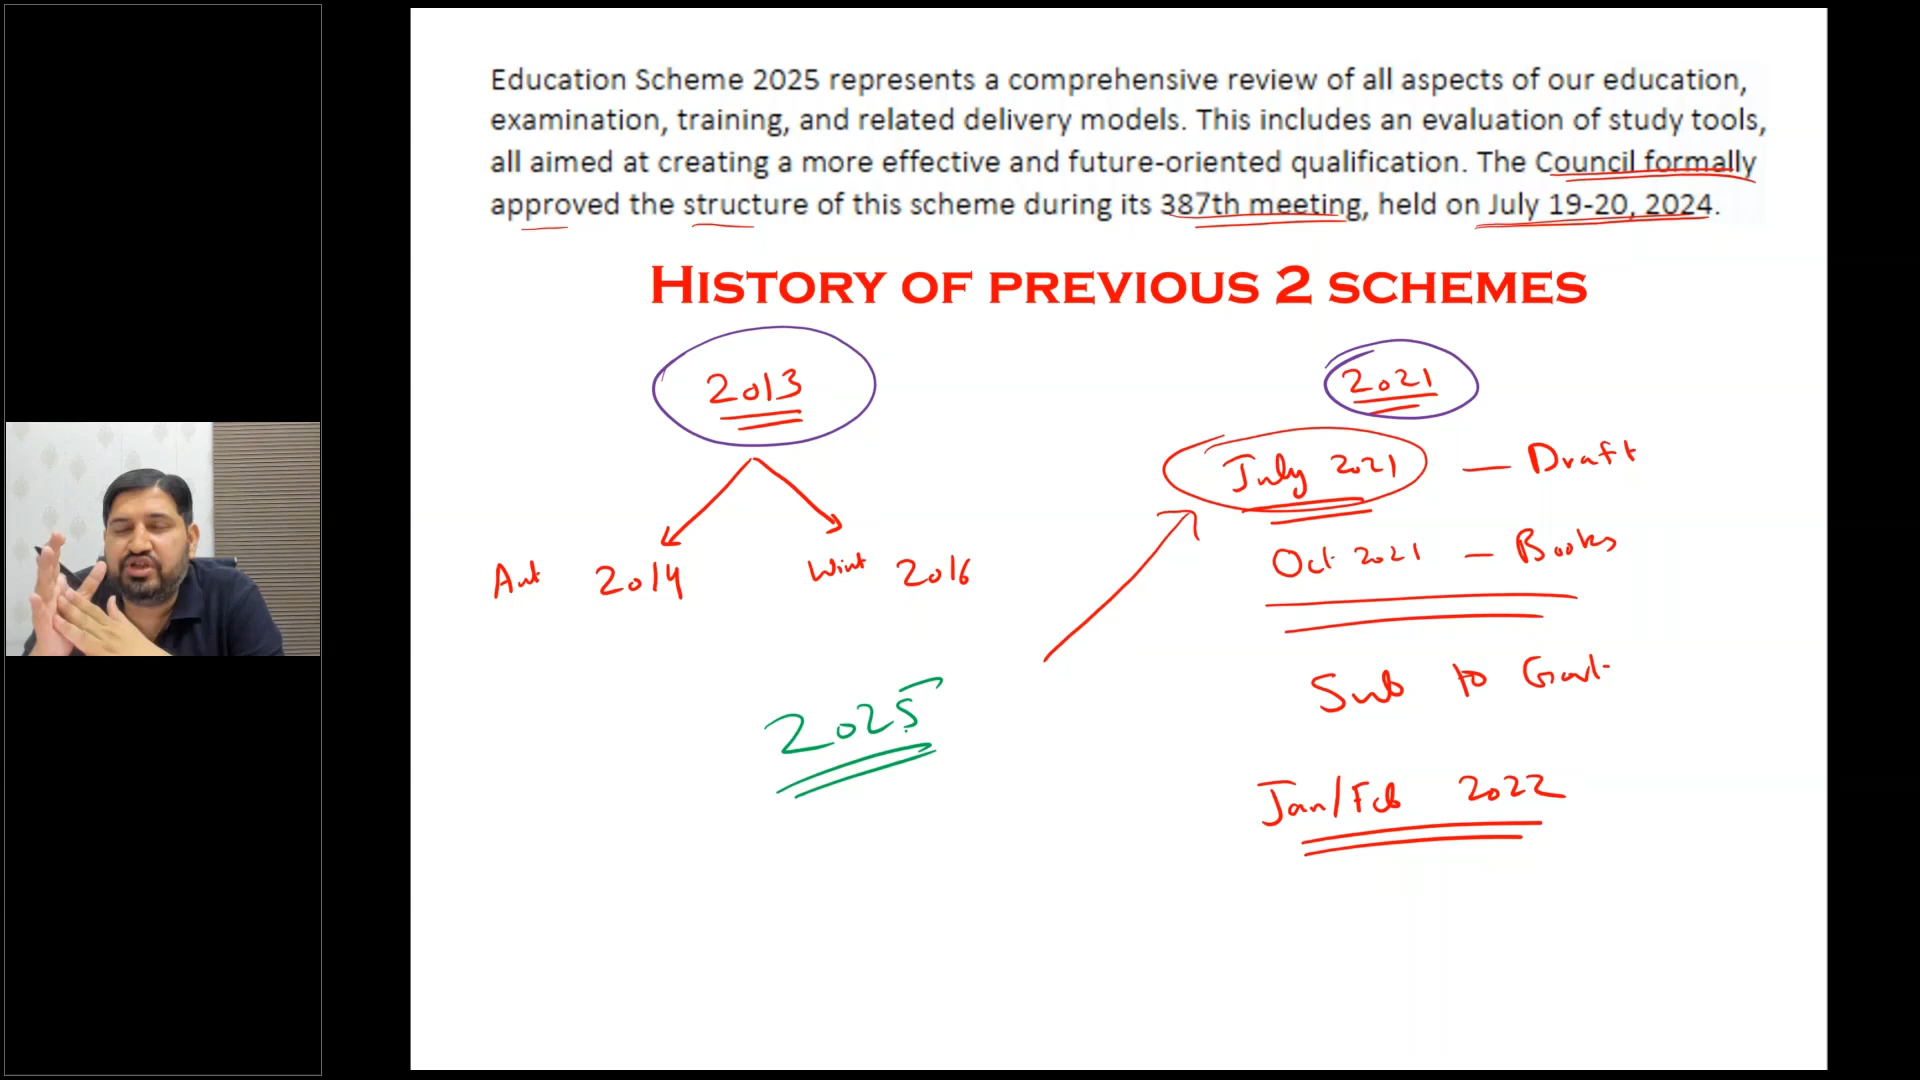 Education Scheme 2025 represents a comprehensive review of all aspects of our education,
examination, training, and related delivery models. This includes an evaluation of study tools,
all aimed at creating a more effective and future-oriented qualification. The Council formally
approved the structure of this scheme during its 387th meeting, held on July 19-20, 2024.
HISTORY OF PREVIOUS 2 SCHEMES
2013
2021
July 2021 — Draft
Oct 2021 — Books
Aut 2014
Wint 2016
Sub to Govt.
2025
Jan/Feb 2022